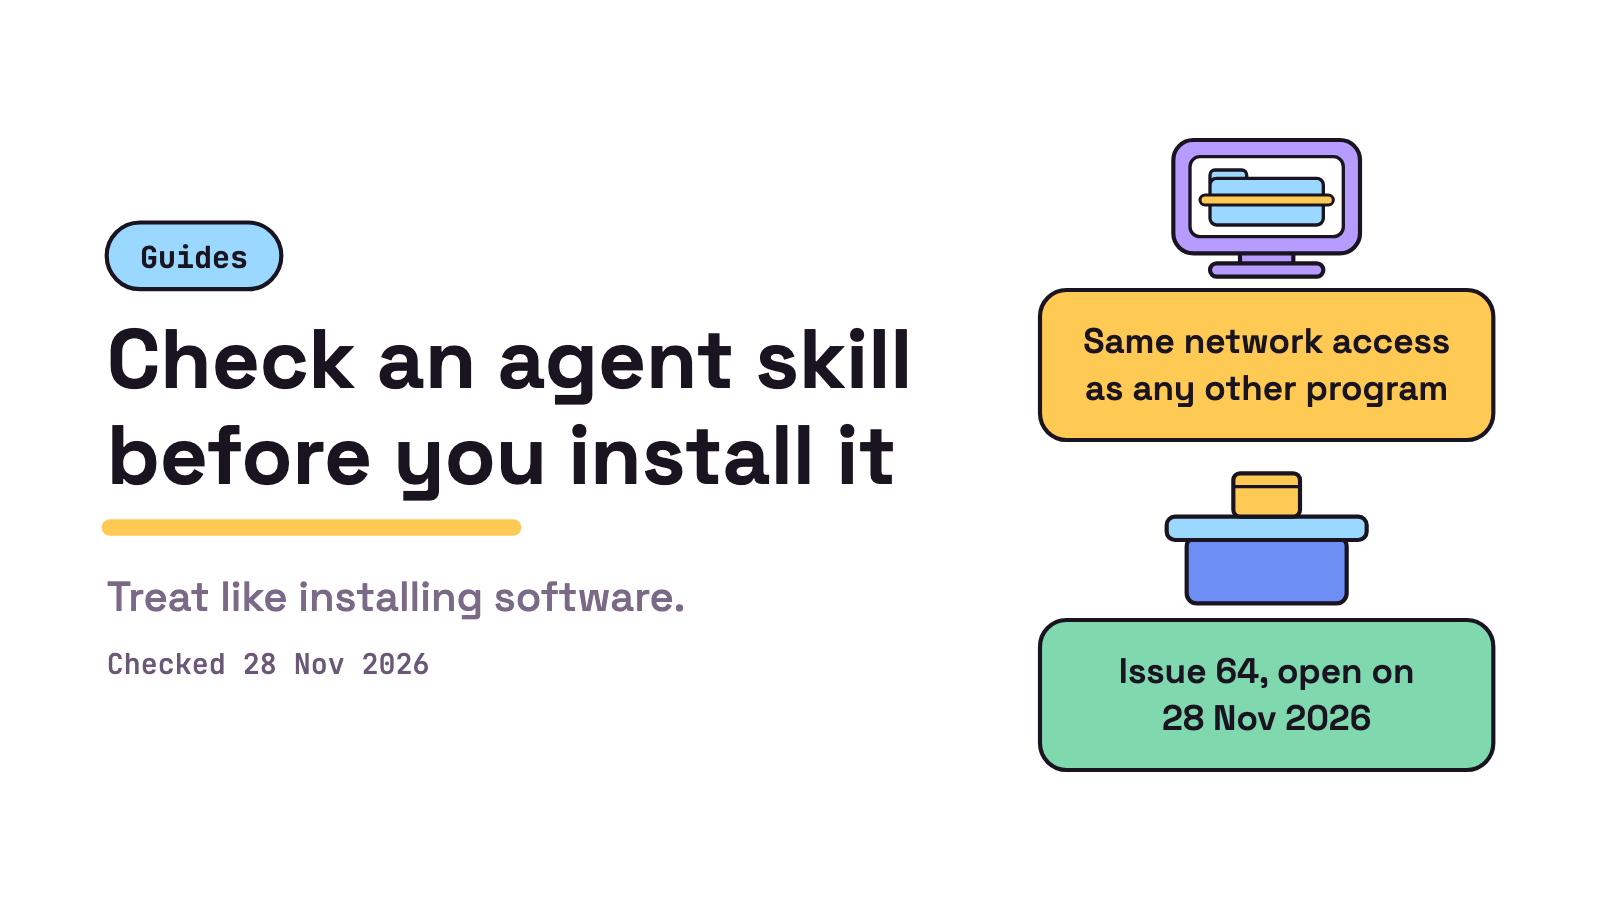 Guides
Check an agent skill
before you install it
Treat like installing software.
Checked 28 Nov 2026
Same network access
as any other program
Issue 64, open on
28 Nov 2026